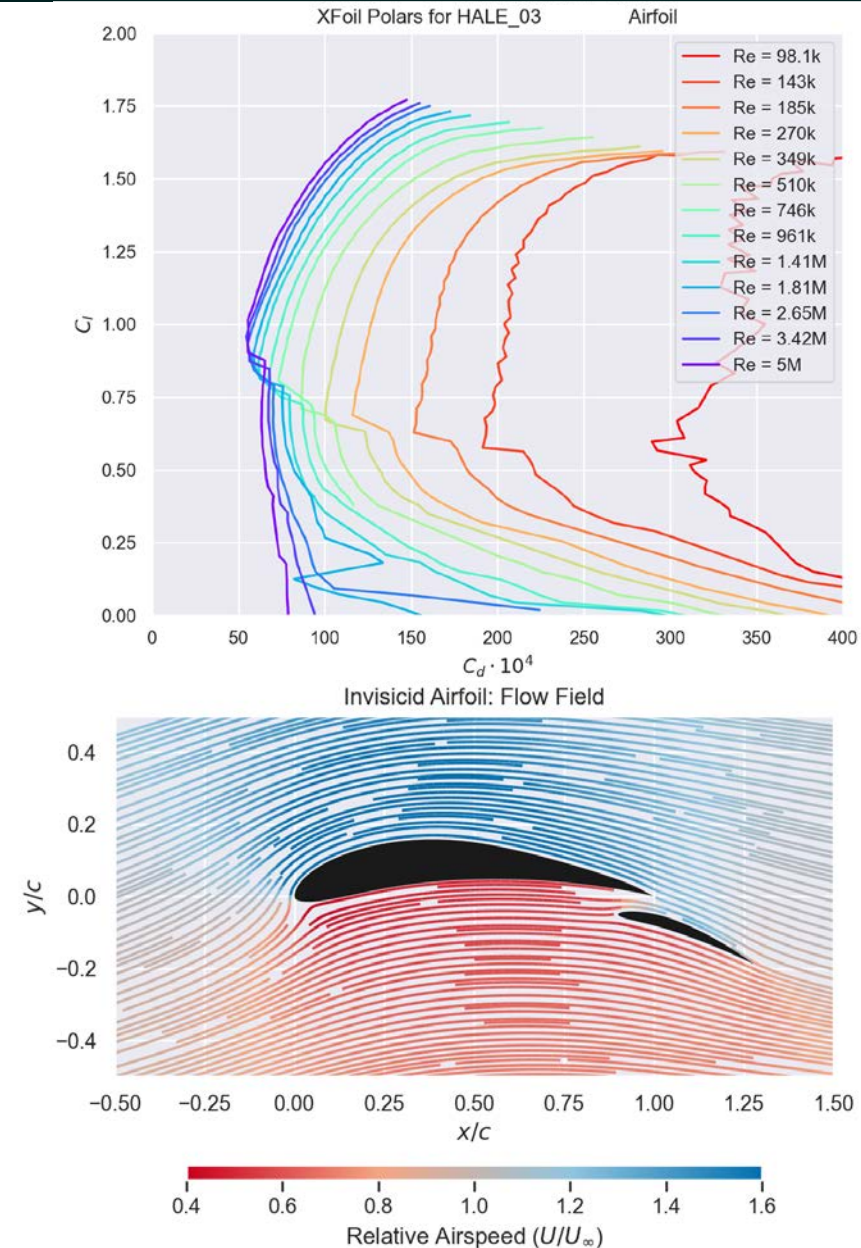 XFoil Polars for HALE_03 Airfoil
2.00
1.75
1.50
1.25
1.00
0.75
0.50
0.25
0.00
C_l
Re = 98.1k
Re = 143k
Re = 185k
Re = 270k
Re = 349k
Re = 510k
Re = 746k
Re = 961k
Re = 1.41M
Re = 1.81M
Re = 2.65M
Re = 3.42M
Re = 5M
0 50 100 150 200 250 300 350 400
C_d · 10^4
Invisicid Airfoil: Flow Field
0.4
0.2
0.0
−0.2
−0.4
y/c
−0.50 −0.25 0.00 0.25 0.50 0.75 1.00 1.25 1.50
x/c
0.4 0.6 0.8 1.0 1.2 1.4 1.6
Relative Airspeed (U/U∞)